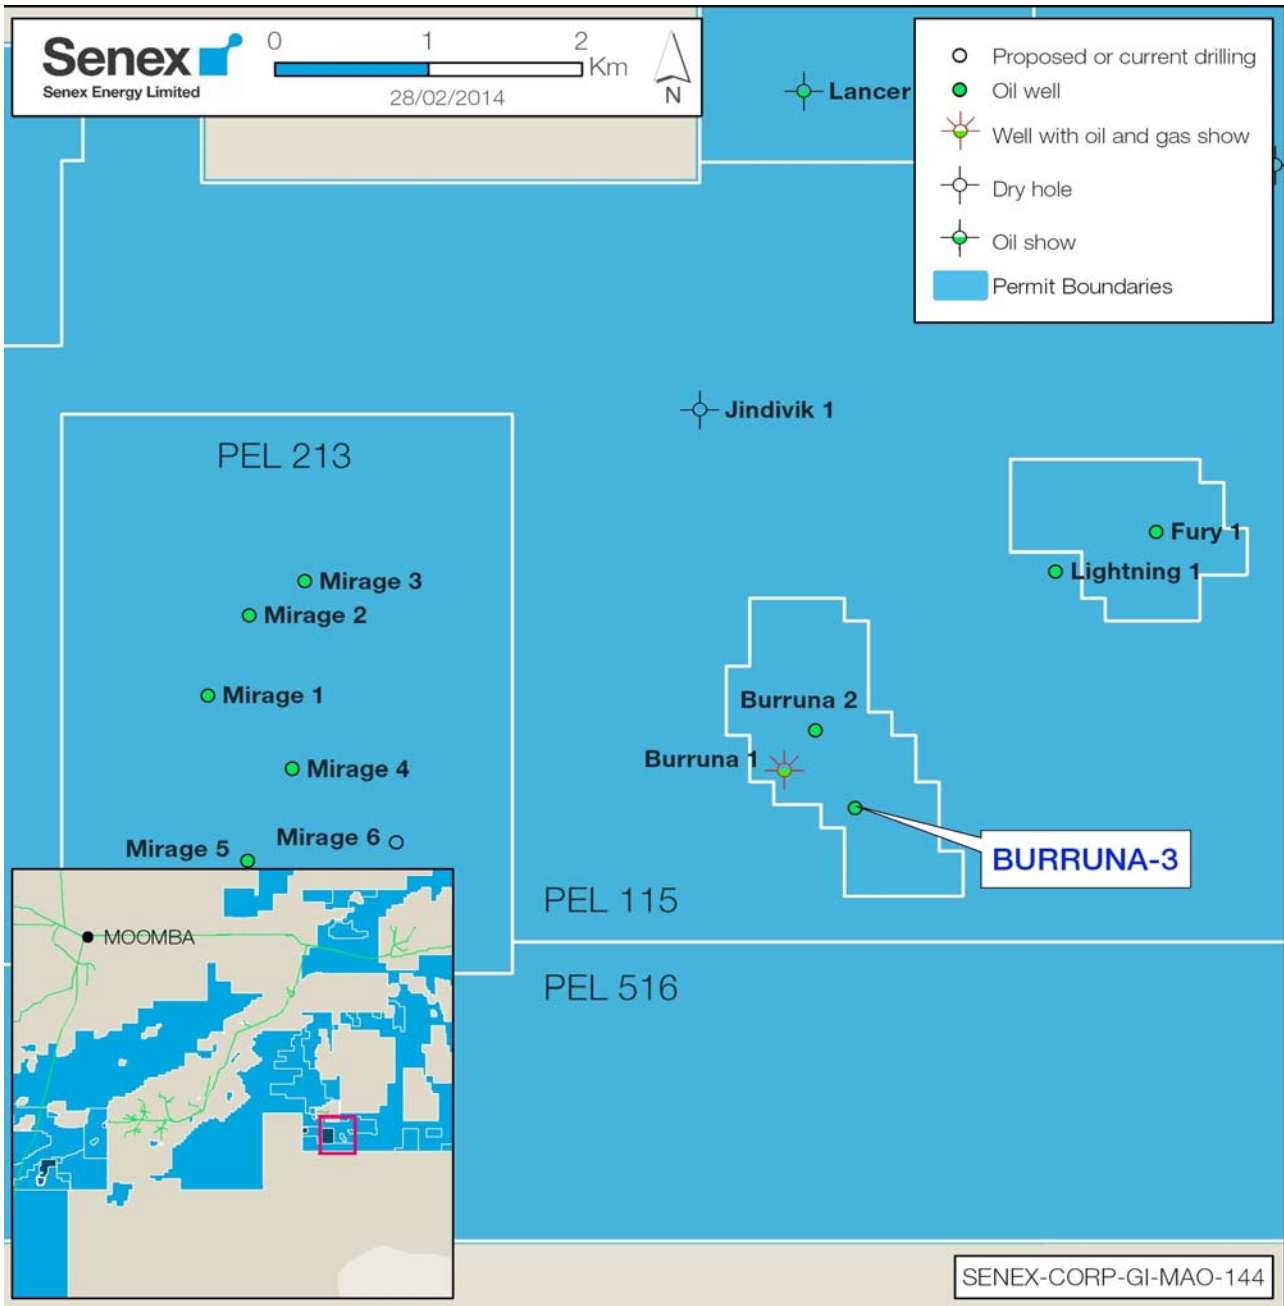 Senex
Senex Energy Limited
0 1 2
Km
28/02/2014
N
Lancer
Proposed or current drilling
Oil well
Well with oil and gas show
Dry hole
Oil show
Permit Boundaries
Jindivik 1
PEL 213
Fury 1
Lightning 1
Mirage 3
Mirage 2
Mirage 1
Burruna 2
Burruna 1
Mirage 4
Mirage 6
Mirage 5
BURRUNA-3
PEL 115
MOOMBA
PEL 516
SENEX-CORP-GI-MAO-144